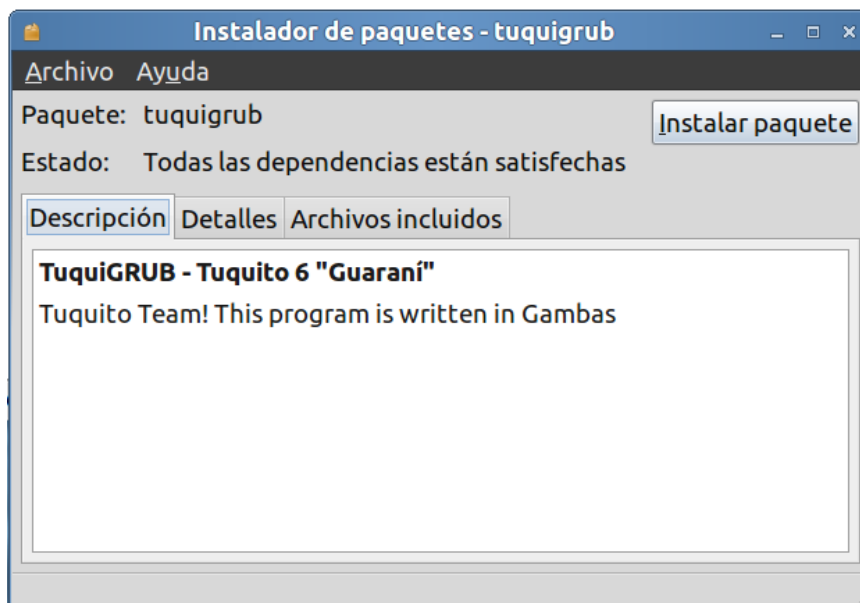 Instalador de paquetes - tuquigrub
Archivo Ayuda
Paquete: tuquigrub
Instalar paquete
Estado: Todas las dependencias están satisfechas
Descripción Detalles Archivos incluidos
TuquiGRUB - Tuquito 6 "Guaraní"
Tuquito Team! This program is written in Gambas